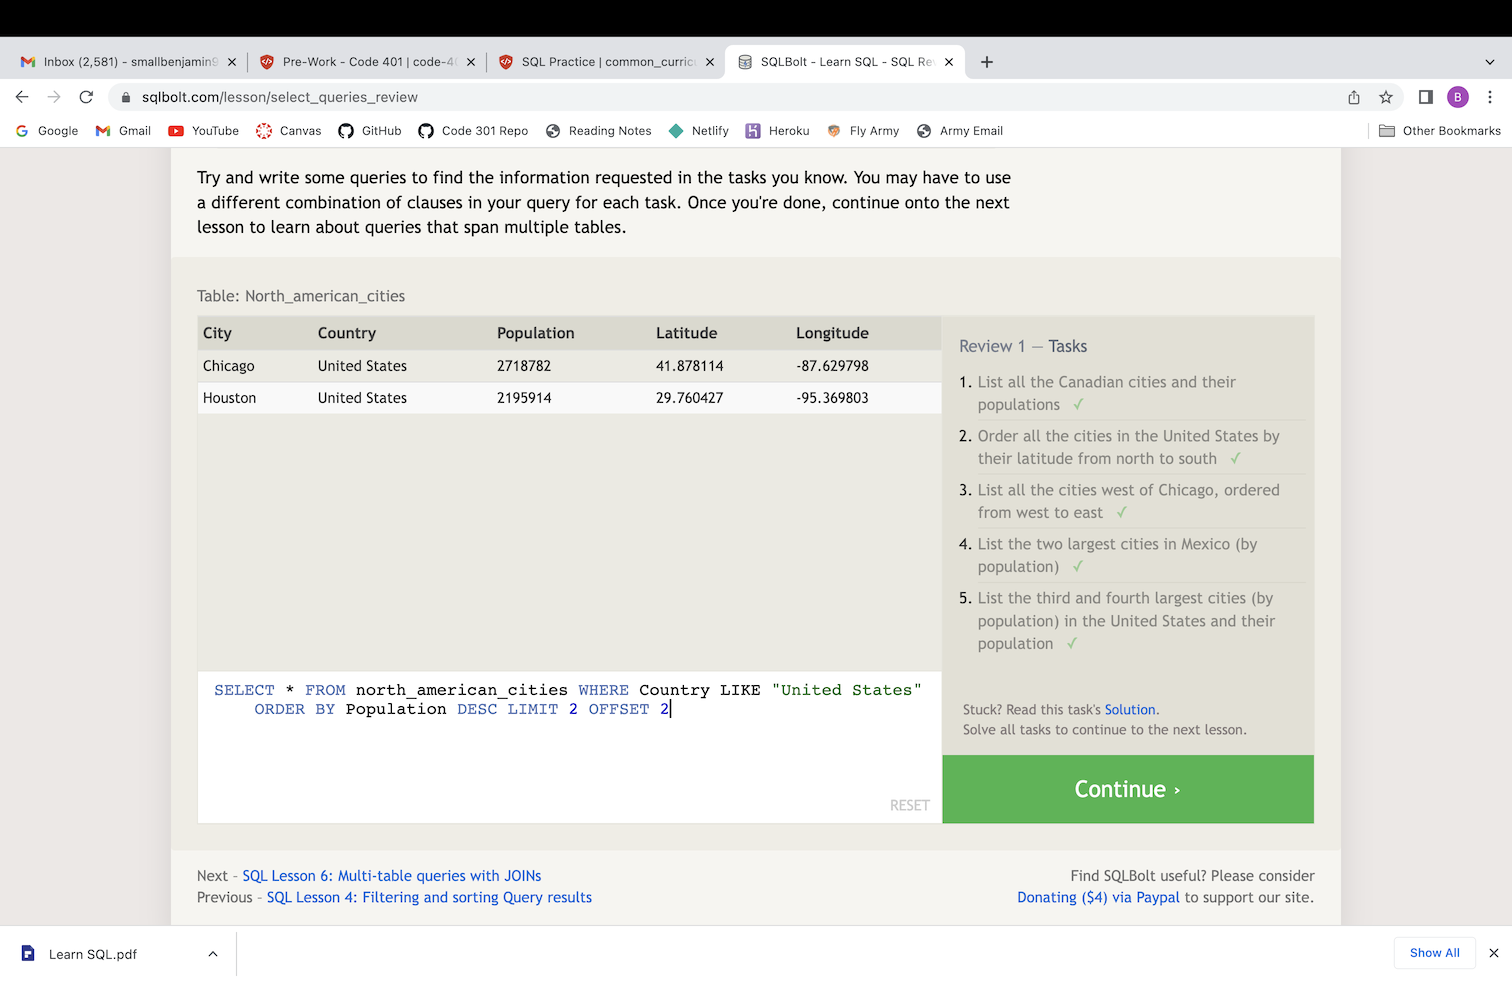 Inbox (2,581) - smallbenjamin9
Pre-Work - Code 401 | code-40
SQL Practice | common_curric
SQLBolt - Learn SQL - SQL Re
sqlbolt.com/lesson/select_queries_review
B
Google
Gmail
YouTube
Canvas
GitHub
Code 301 Repo
Reading Notes
Netlify
Heroku
Fly Army
Army Email
Other Bookmarks
Try and write some queries to find the information requested in the tasks you know. You may have to use
a different combination of clauses in your query for each task. Once you're done, continue onto the next
lesson to learn about queries that span multiple tables.
Table: North_american_cities
City Country Population Latitude Longitude
Chicago United States 2718782 41.878114 -87.629798
Houston United States 2195914 29.760427 -95.369803
SELECT * FROM north_american_cities WHERE Country LIKE "United States"
ORDER BY Population DESC LIMIT 2 OFFSET 2
RESET
Review 1 — Tasks
1. List all the Canadian cities and their
populations ✓
2. Order all the cities in the United States by
their latitude from north to south ✓
3. List all the cities west of Chicago, ordered
from west to east ✓
4. List the two largest cities in Mexico (by
population) ✓
5. List the third and fourth largest cities (by
population) in the United States and their
population ✓
Stuck? Read this task's Solution.
Solve all tasks to continue to the next lesson.
Continue ›
Next - SQL Lesson 6: Multi-table queries with JOINs
Previous - SQL Lesson 4: Filtering and sorting Query results
Find SQLBolt useful? Please consider
Donating ($4) via Paypal to support our site.
Learn SQL.pdf
Show All